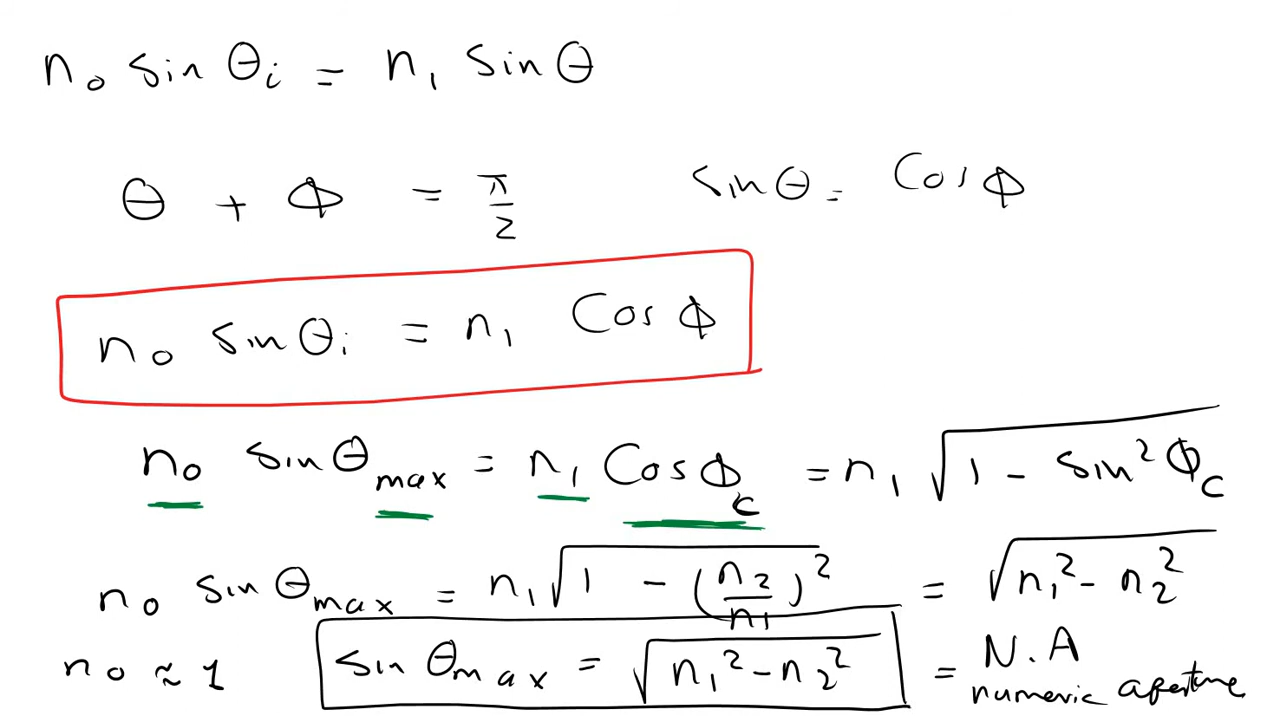 n₀ sin θᵢ = n₁ sin θ
θ + Φ = π/2 sin θ = Cos Φ
n₀ sin θᵢ = n₁ Cos Φ
n₀ sin θmax = n₁ Cos Φc = n₁ √(1 - sin² Φc)
n₀ sin θmax = n₁ √(1 - (n₂/n₁)²) = √(n₁² - n₂²)
n₀ ≈ 1 sin θmax = √(n₁² - n₂²) = N.A
numeric aperture